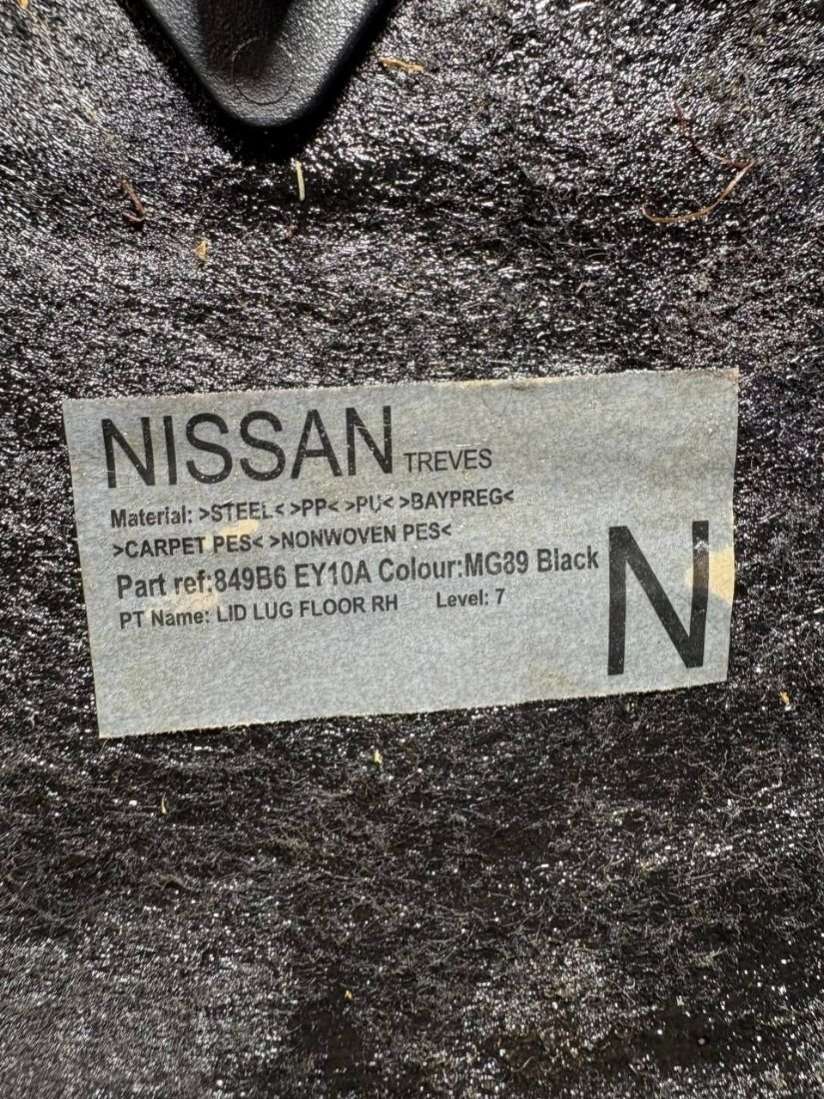 NISSAN TREVES
Material: >STEEL< >PP< >PU< >BAYPREG<
>CARPET PES< >NONWOVEN PES<
Part ref:849B6 EY10A Colour:MG89 Black
PT Name: LID LUG FLOOR RH Level: 7
N